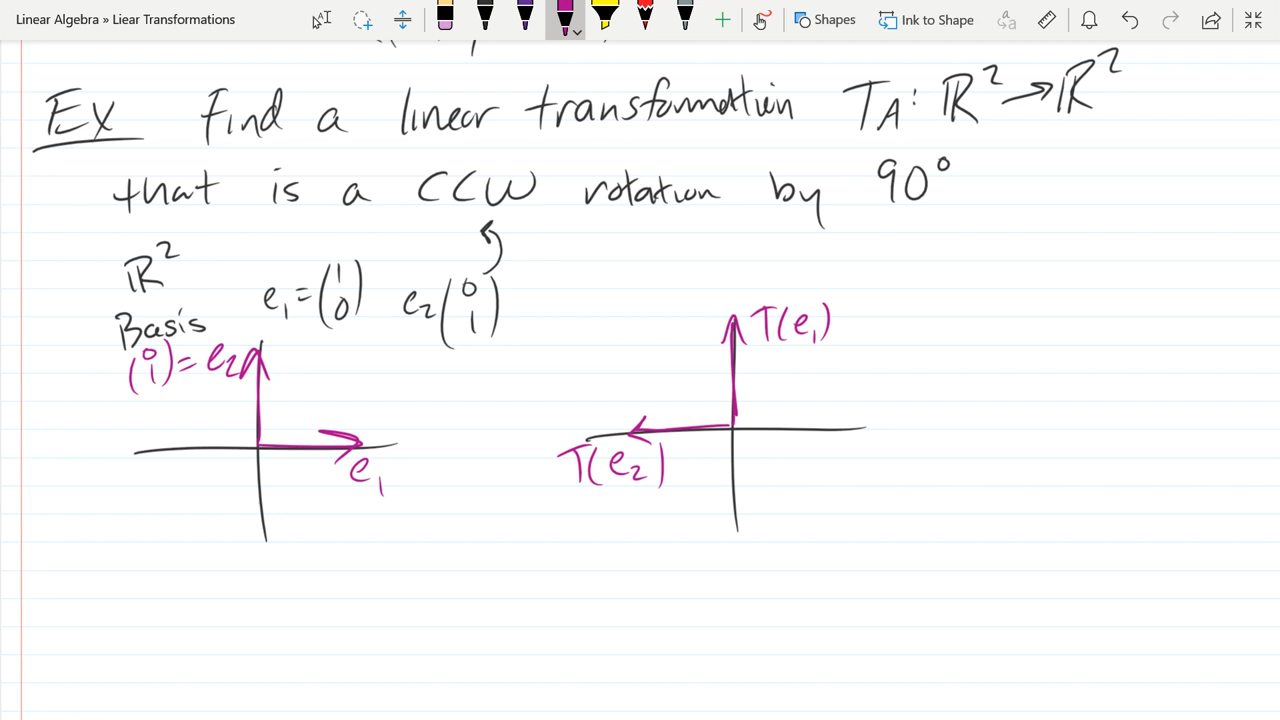 Linear Algebra » Liear Transformations
Shapes
Ink to Shape
Ex Find a linear transformation T_A: ℝ² → ℝ²
that is a CCW rotation by 90°
ℝ²
Basis
e₁ = (1 0) e₂ (0 1)
(0 1) = e₂
e₁
T(e₁)
T(e₂)